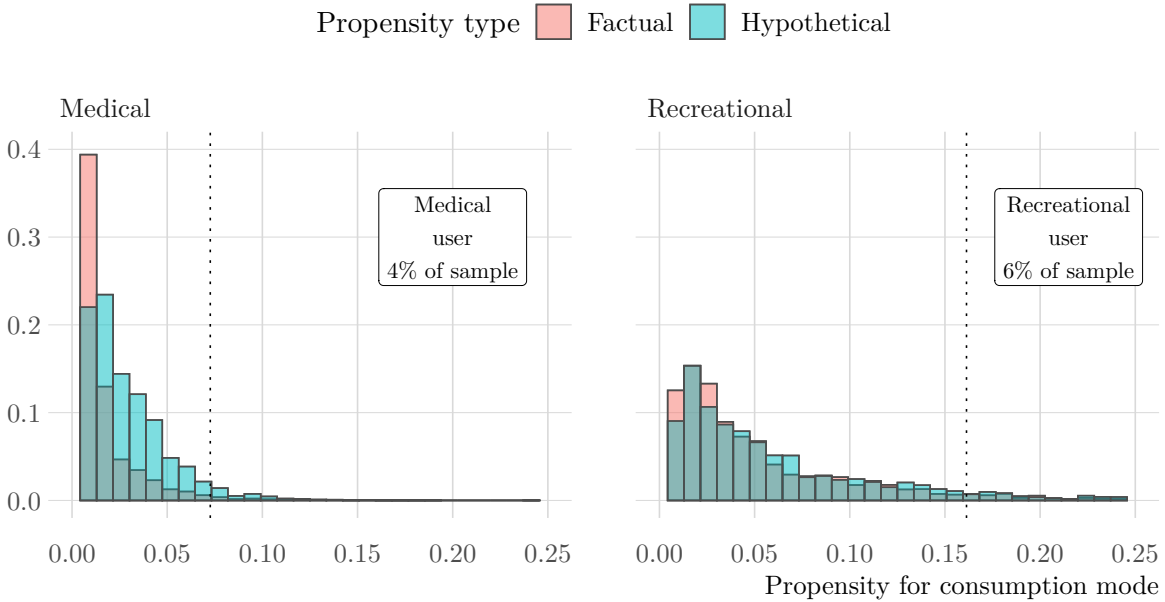 Propensity type Factual Hypothetical
Medical
Recreational
0.4
0.3
0.2
0.1
0.0
Medical
user
4% of sample
Recreational
user
6% of sample
0.00 0.05 0.10 0.15 0.20 0.25
0.00 0.05 0.10 0.15 0.20 0.25
Propensity for consumption mode